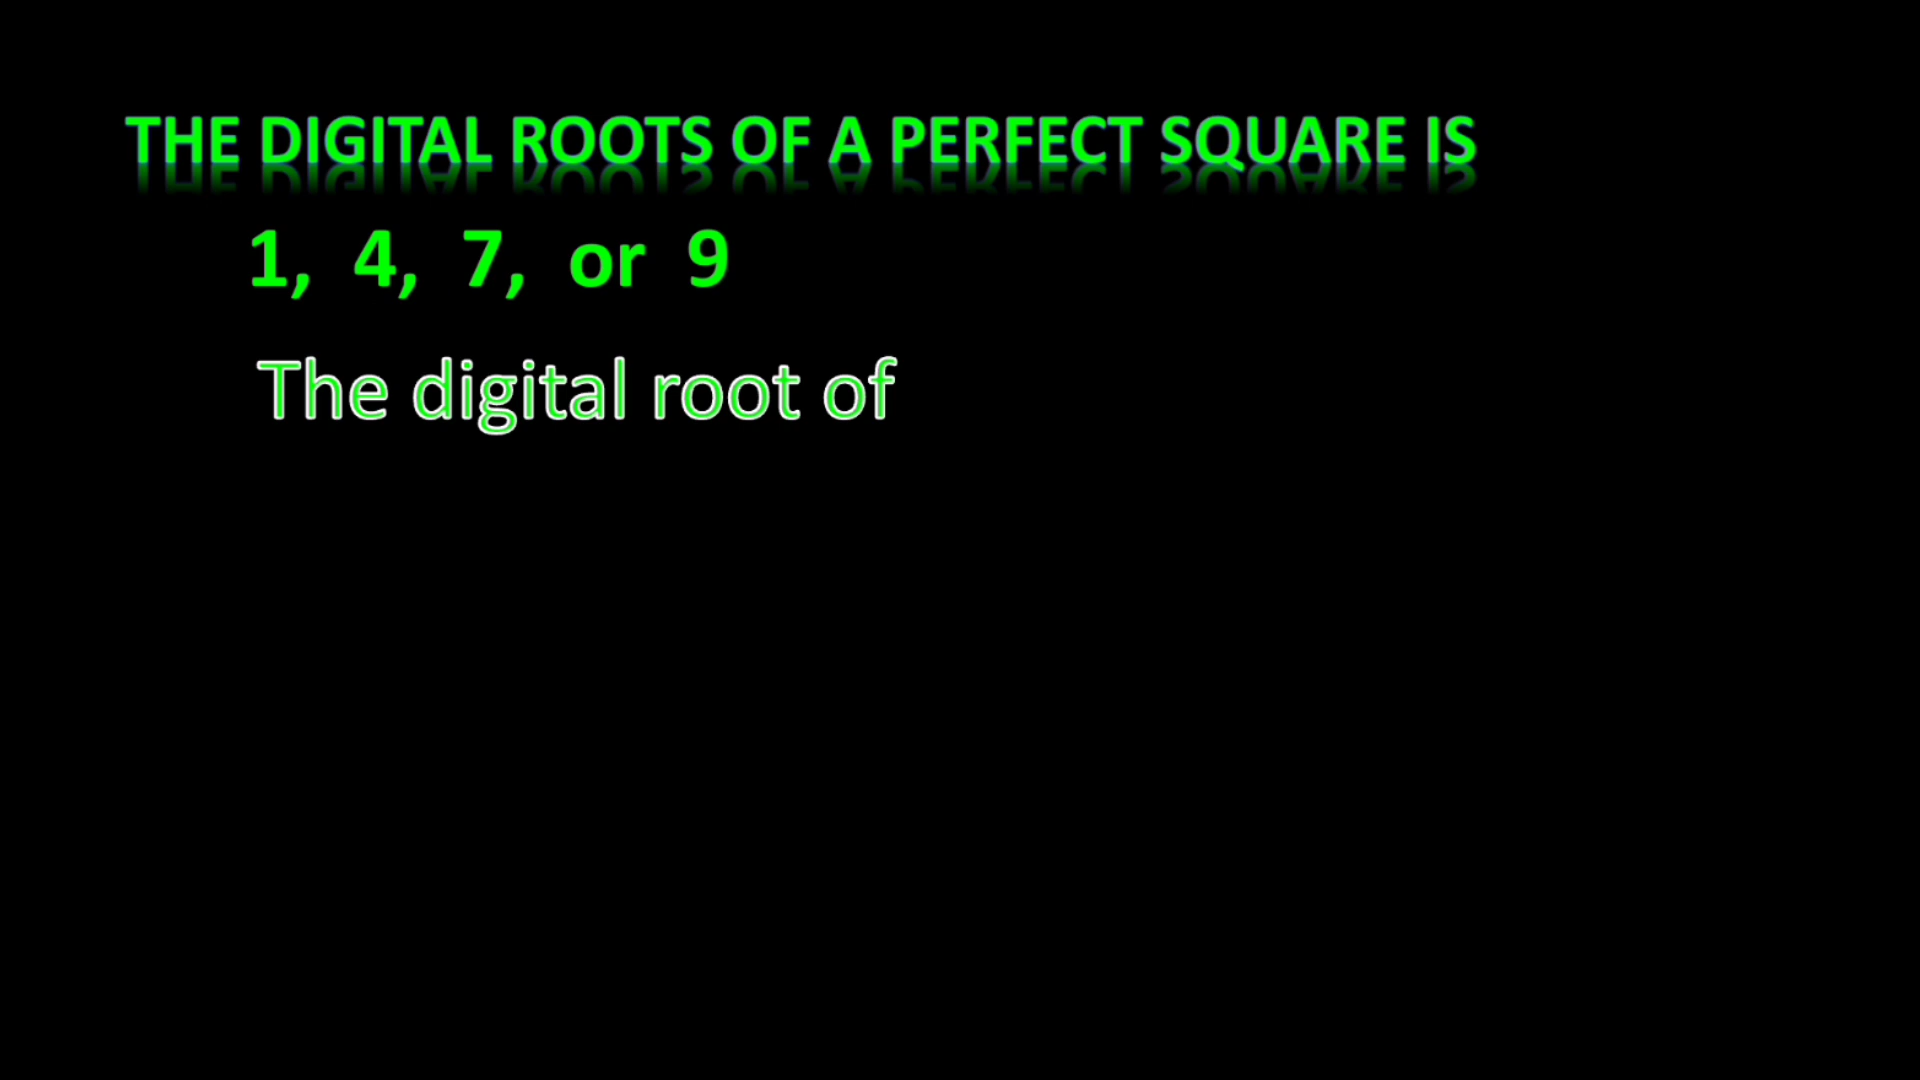 THE DIGITAL ROOTS OF A PERFECT SQUARE IS
1, 4, 7, or 9
The digital root of